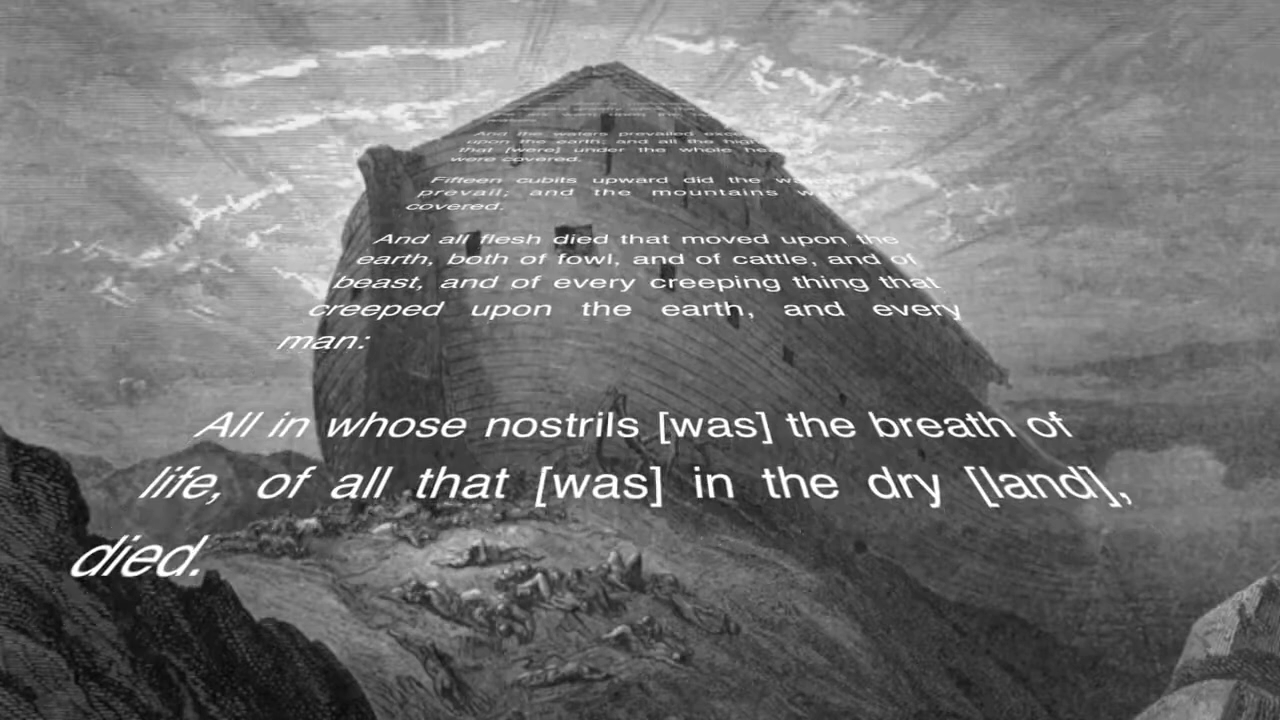 And the waters prevailed
upon the earth; and all the high
that [were] under the whole
were covered.
Fifteen cubits upward did the
prevail; and the mountains
covered.
And all flesh died that moved upon the
earth, both of fowl, and of cattle, and of
beast, and of every creeping thing that
creeped upon the earth, and every
man:
All in whose nostrils [was] the breath of
life, of all that [was] in the dry [land],
died.